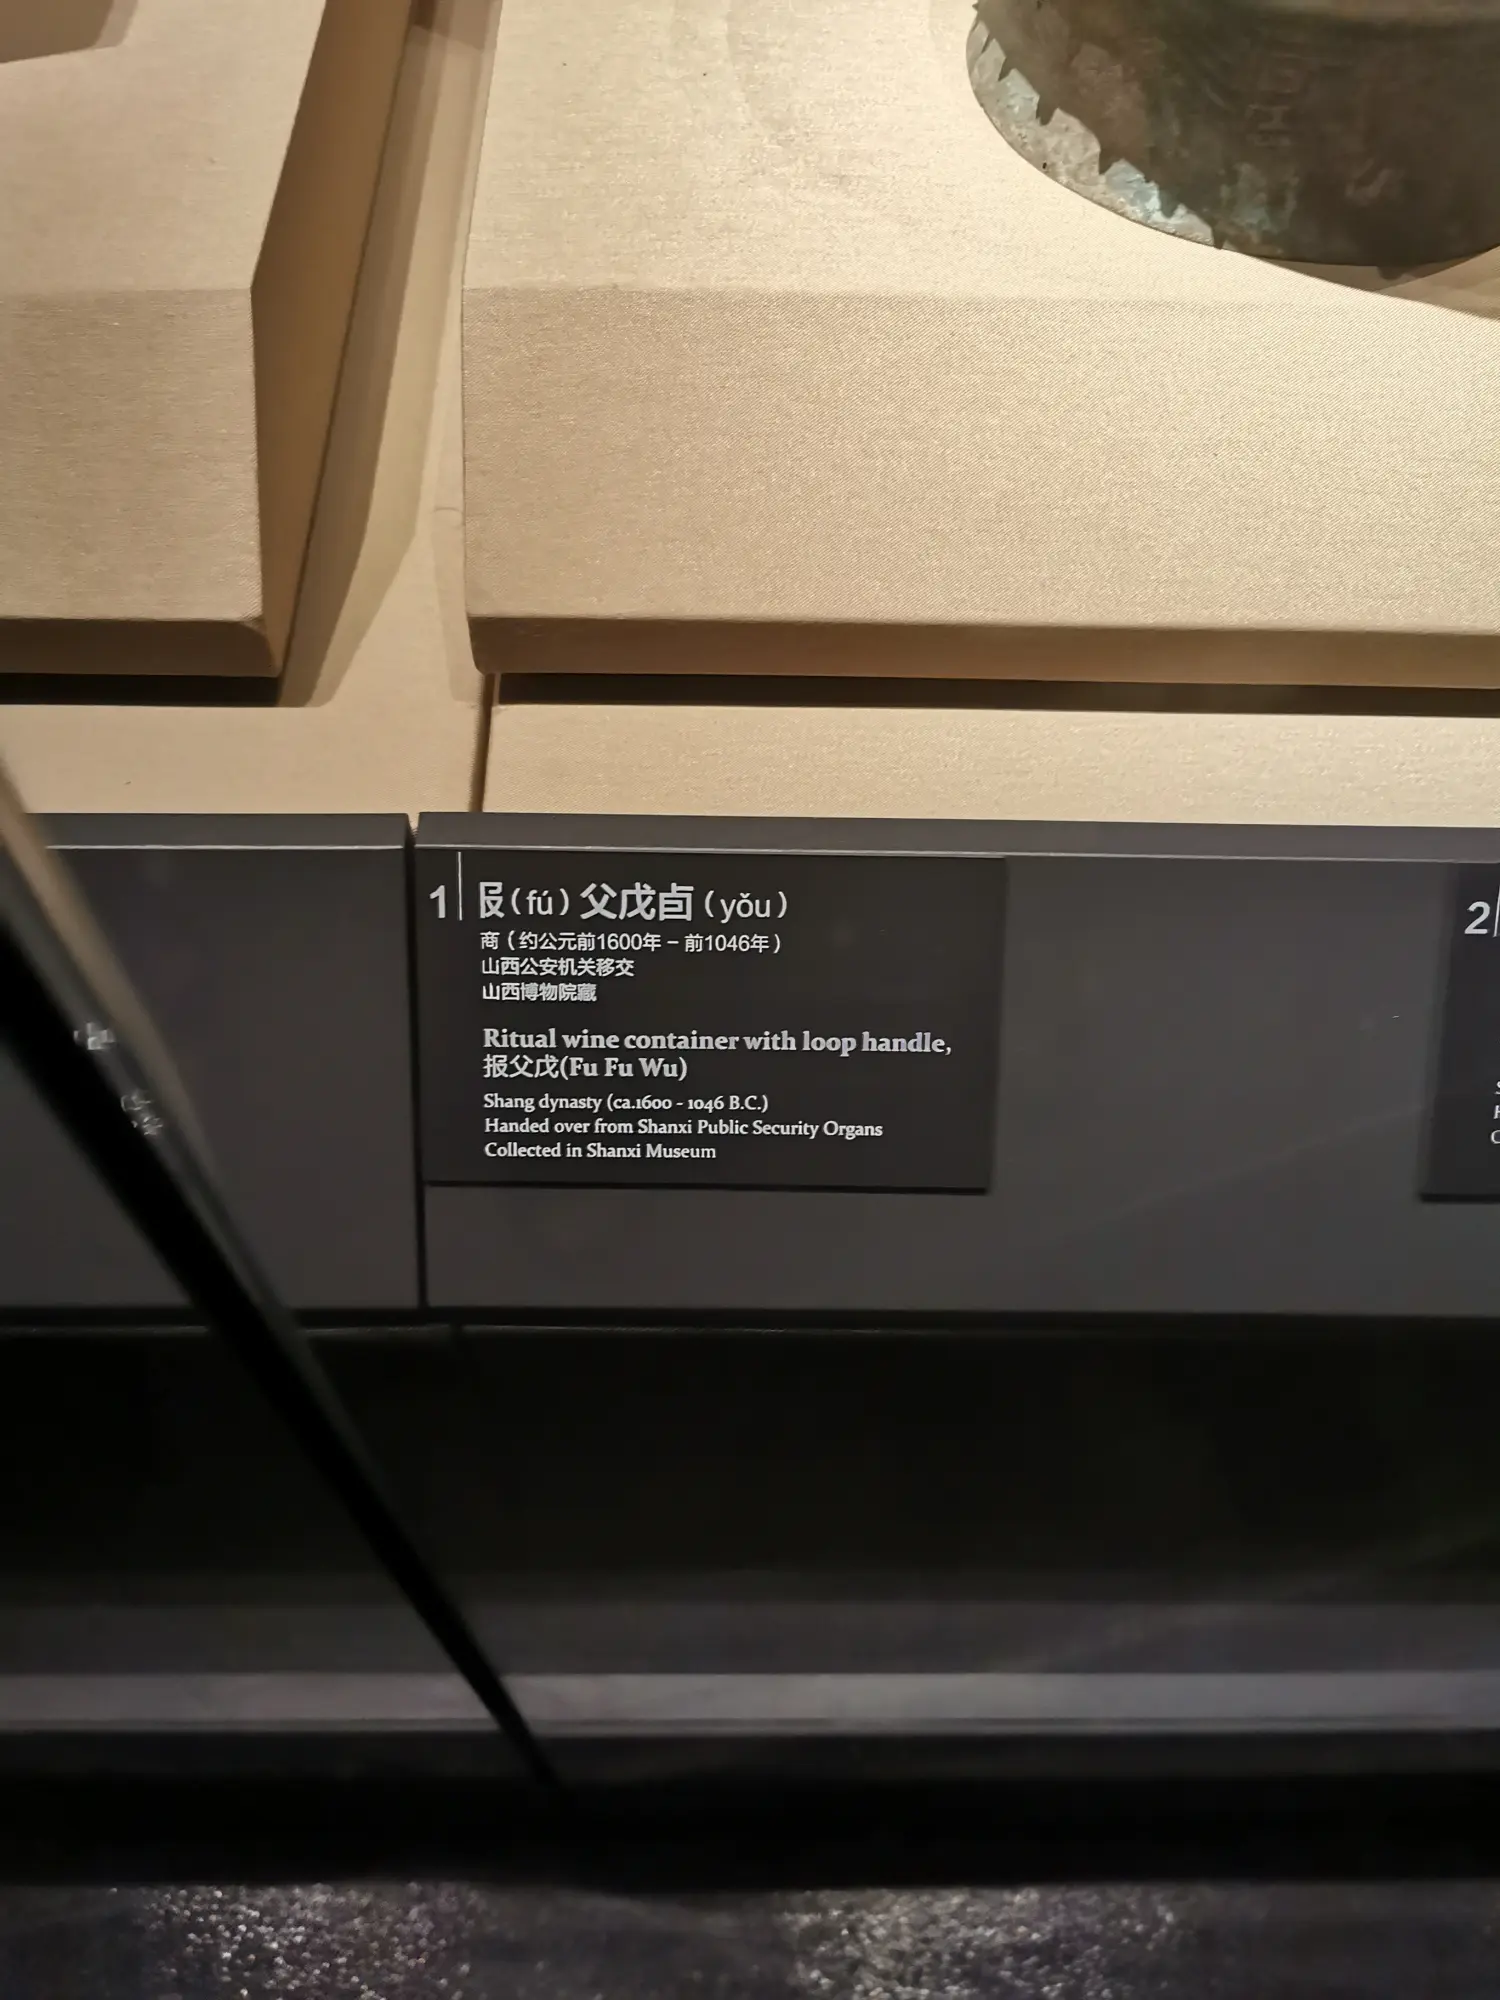 1 𠬝(fú)父戊卣(yǒu)
商(约公元前1600年－前1046年)
山西公安机关移交
山西博物院藏
Ritual wine container with loop handle,
报父戊(Fu Fu Wu)
Shang dynasty (ca.1600 - 1046 B.C.)
Handed over from Shanxi Public Security Organs
Collected in Shanxi Museum
2